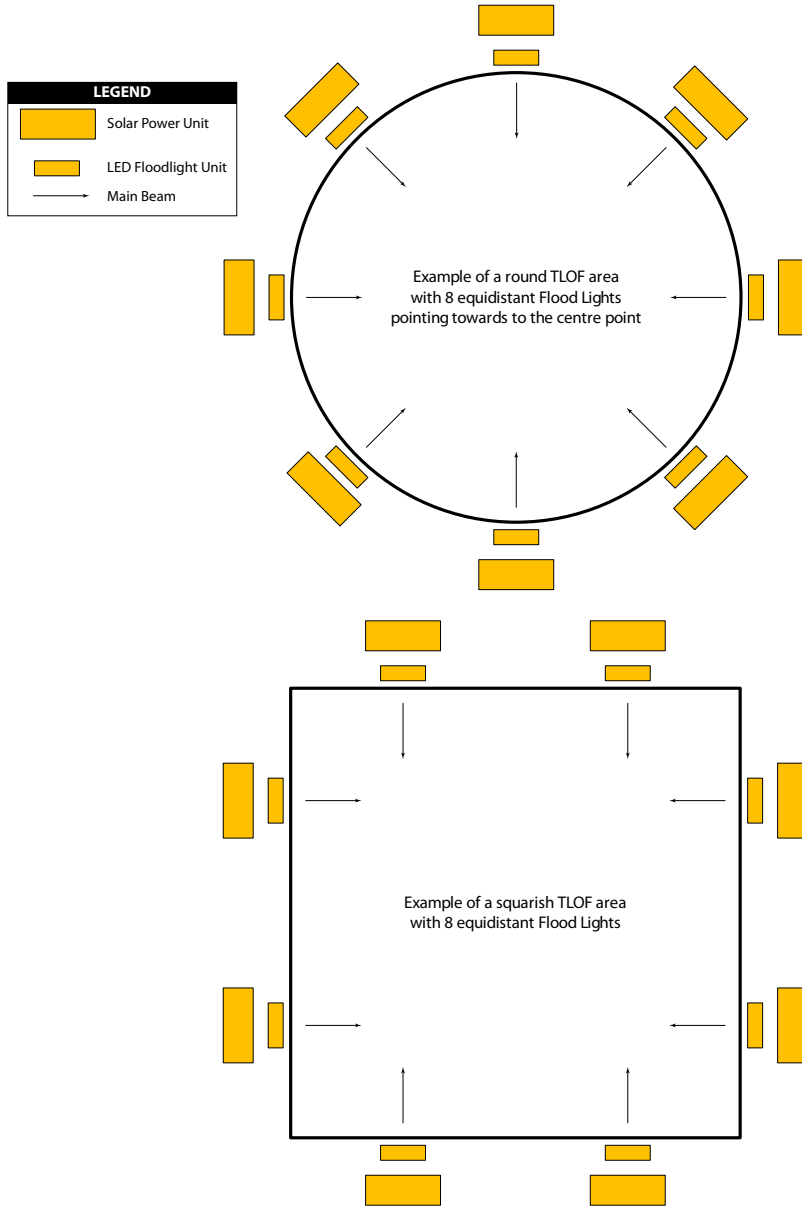 LEGEND
Solar Power Unit
LED Floodlight Unit
Main Beam
Example of a round TLOF area
with 8 equidistant Flood Lights
pointing towards to the centre point
Example of a squarish TLOF area
with 8 equidistant Flood Lights